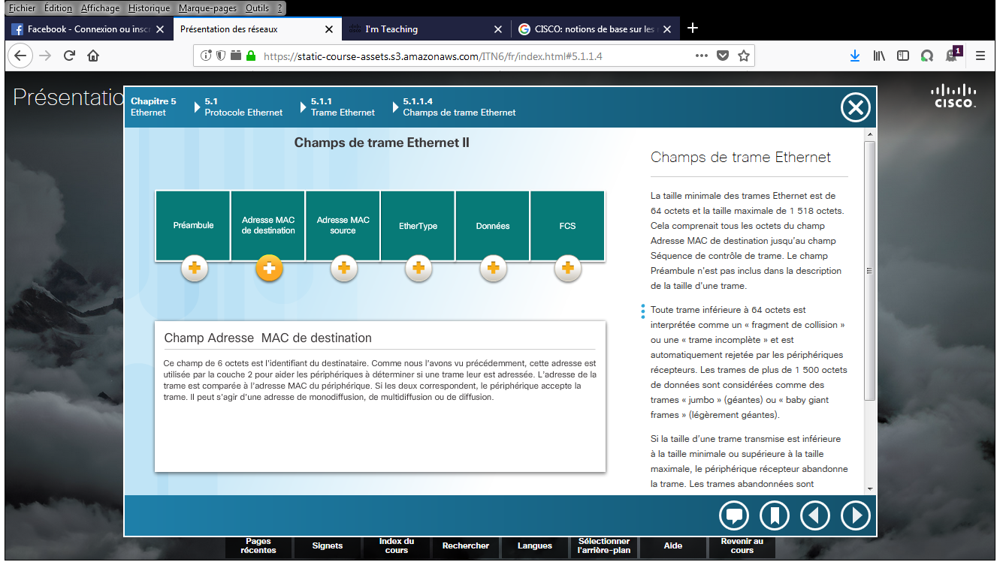 Fichier Édition Affichage Historique Marque-pages Outils ?
Facebook - Connexion ou inscr
Présentation des réseaux
I'm Teaching
CISCO: notions de base sur les r
https://static-course-assets.s3.amazonaws.com/ITN6/fr/index.html#5.1.1.4
1
Présentatio
CISCO
Chapitre 5
Ethernet
5.1
Protocole Ethernet
5.1.1
Trame Ethernet
5.1.1.4
Champs de trame Ethernet
Champs de trame Ethernet II
Préambule
Adresse MAC
de destination
Adresse MAC
source
EtherType
Données
FCS
Champ Adresse MAC de destination
Ce champ de 6 octets est l'identifiant du destinataire. Comme nous l'avons vu précédemment, cette adresse est
utilisée par la couche 2 pour aider les périphériques à déterminer si une trame leur est adressée. L'adresse de la
trame est comparée à l'adresse MAC du périphérique. Si les deux correspondent, le périphérique accepte la
trame. Il peut s'agir d'une adresse de monodiffusion, de multidiffusion ou de diffusion.
Champs de trame Ethernet
La taille minimale des trames Ethernet est de
64 octets et la taille maximale de 1 518 octets.
Cela comprenait tous les octets du champ
Adresse MAC de destination jusqu'au champ
Séquence de contrôle de trame. Le champ
Préambule n'est pas inclus dans la description
de la taille d'une trame.
Toute trame inférieure à 64 octets est
interprétée comme un « fragment de collision »
ou une « trame incomplète » et est
automatiquement rejetée par les périphériques
récepteurs. Les trames de plus de 1 500 octets
de données sont considérées comme des
trames « jumbo » (géantes) ou « baby giant
frames » (légèrement géantes).
Si la taille d'une trame transmise est inférieure
à la taille minimale ou supérieure à la taille
maximale, le périphérique récepteur abandonne
la trame. Les trames abandonnées sont
Pages
récentes
Signets
Index du
cours
Rechercher
Langues
Sélectionner
l'arrière-plan
Aide
Revenir au
cours